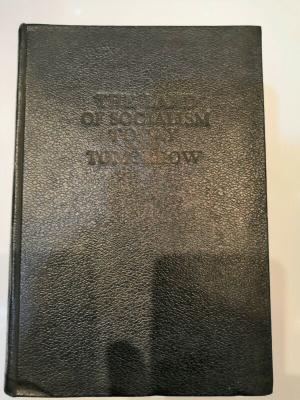 THE LAND
OF SOCIALISM
TODAY
TOMORROW